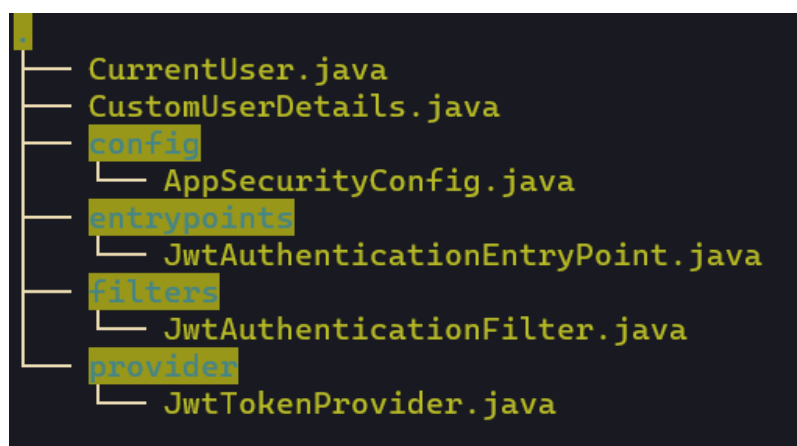 .
├── CurrentUser.java
├── CustomUserDetails.java
├── config
│   └── AppSecurityConfig.java
├── entrypoints
│   └── JwtAuthenticationEntryPoint.java
├── filters
│   └── JwtAuthenticationFilter.java
└── provider
    └── JwtTokenProvider.java